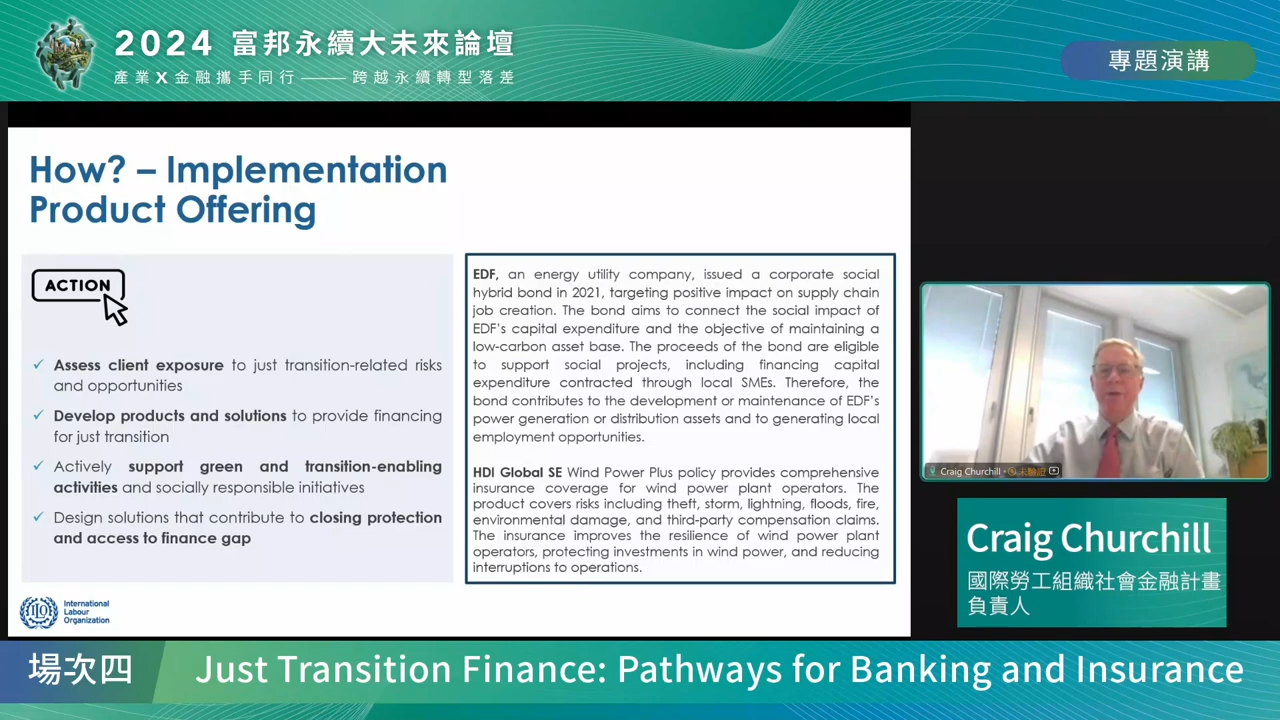 2024 富邦永續大未來論壇
產業X金融攜手同行——跨越永續轉型落差
專題演講
How? – Implementation
Product Offering
ACTION
✓ Assess client exposure to just transition-related risks
and opportunities
✓ Develop products and solutions to provide financing
for just transition
✓ Actively support green and transition-enabling
activities and socially responsible initiatives
✓ Design solutions that contribute to closing protection
and access to finance gap
EDF, an energy utility company, issued a corporate social
hybrid bond in 2021, targeting positive impact on supply chain
job creation. The bond aims to connect the social impact of
EDF's capital expenditure and the objective of maintaining a
low-carbon asset base. The proceeds of the bond are eligible
to support social projects, including financing capital
expenditure contracted through local SMEs. Therefore, the
bond contributes to the development or maintenance of EDF's
power generation or distribution assets and to generating local
employment opportunities.
HDI Global SE Wind Power Plus policy provides comprehensive
insurance coverage for wind power plant operators. The
product covers risks including theft, storm, lightning, floods, fire,
environmental damage, and third-party compensation claims.
The insurance improves the resilience of wind power plant
operators, protecting investments in wind power, and reducing
interruptions to operations.
International
Labour
Organization
Craig Churchill - 未驗證
Craig Churchill
國際勞工組織社會金融計畫
負責人
場次四
Just Transition Finance: Pathways for Banking and Insurance